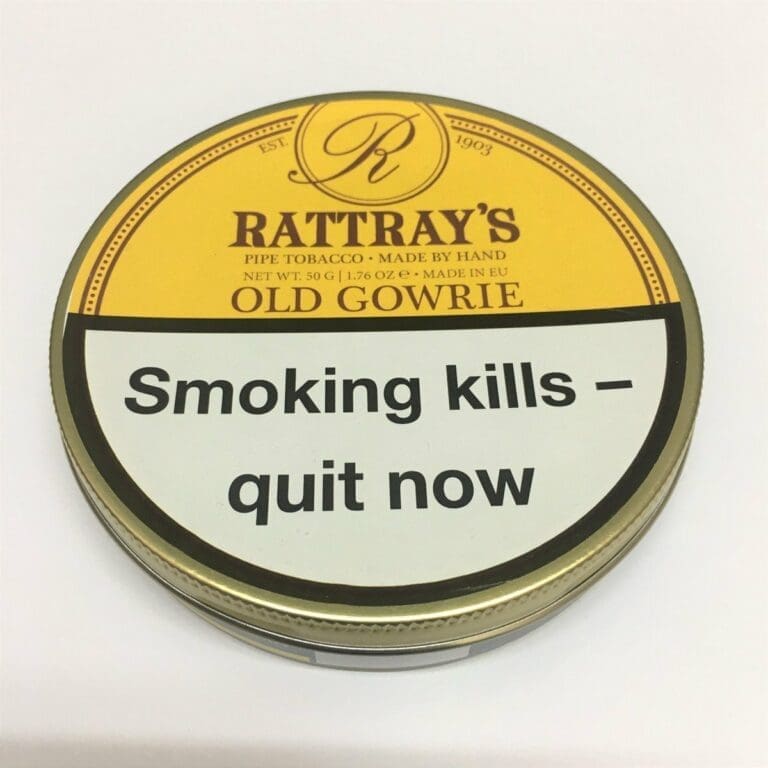 R
EST. 1903
RATTRAY'S
PIPE TOBACCO • MADE BY HAND
NET WT. 50 G | 1.76 OZ ℮ • MADE IN EU
OLD GOWRIE
Smoking kills –
quit now